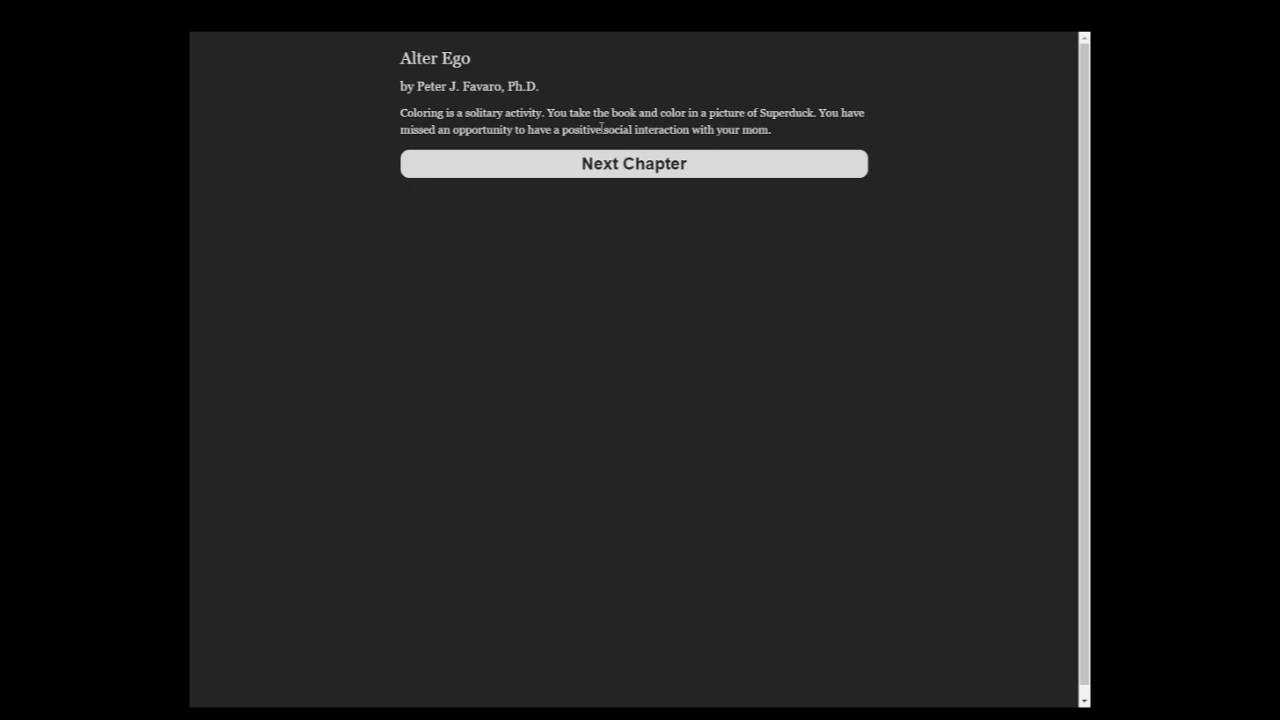 Alter Ego
by Peter J. Favaro, Ph.D.
Coloring is a solitary activity. You take the book and color in a picture of Superduck. You have
missed an opportunity to have a positive social interaction with your mom.
Next Chapter